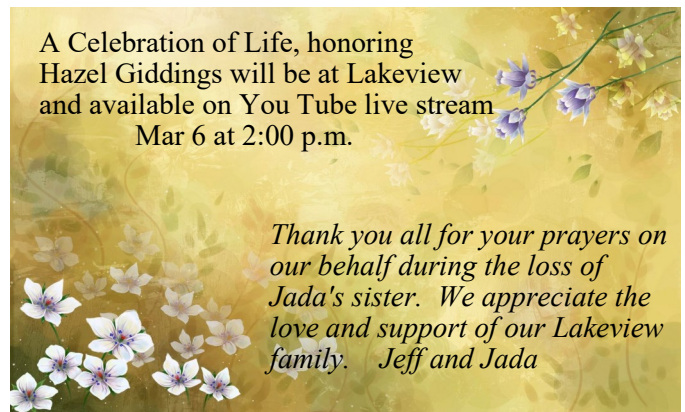 A Celebration of Life, honoring
Hazel Giddings will be at Lakeview
and available on You Tube live stream
Mar 6 at 2:00 p.m.
Thank you all for your prayers on
our behalf during the loss of
Jada's sister.  We appreciate the
love and support of our Lakeview
family.    Jeff and Jada